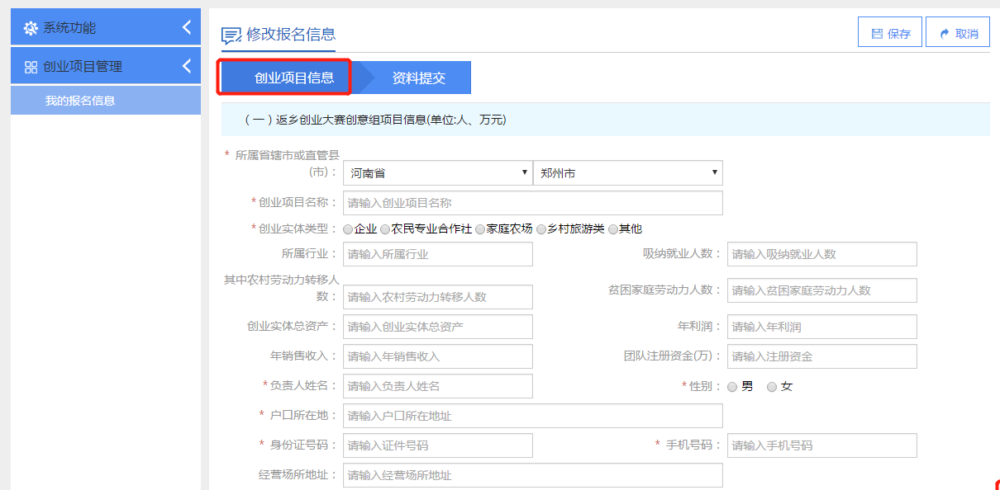 系统功能
创业项目管理
我的报名信息
修改报名信息
保存
取消
创业项目信息
资料提交
（一）返乡创业大赛创意组项目信息(单位:人、万元)
* 所属省辖市或直管县
(市)：
河南省
郑州市
*创业项目名称：
请输入创业项目名称
*创业实体类型：
企业 农民专业合作社 家庭农场 乡村旅游类 其他
所属行业：
请输入所属行业
吸纳就业人数：
请输入吸纳就业人数
其中农村劳动力转移人
数：
请输入农村劳动力转移人数
贫困家庭劳动力人数：
请输入贫困家庭劳动力人数
创业实体总资产：
请输入创业实体总资产
年利润：
请输入年利润
年销售收入：
请输入年销售收入
团队注册资金(万)：
请输入注册资金
*负责人姓名：
请输入负责人姓名
*性别：
男 女
* 户口所在地：
请输入户口所在地址
* 身份证号码：
请输入证件号码
* 手机号码：
请输入手机号码
经营场所地址：
请输入经营场所地址